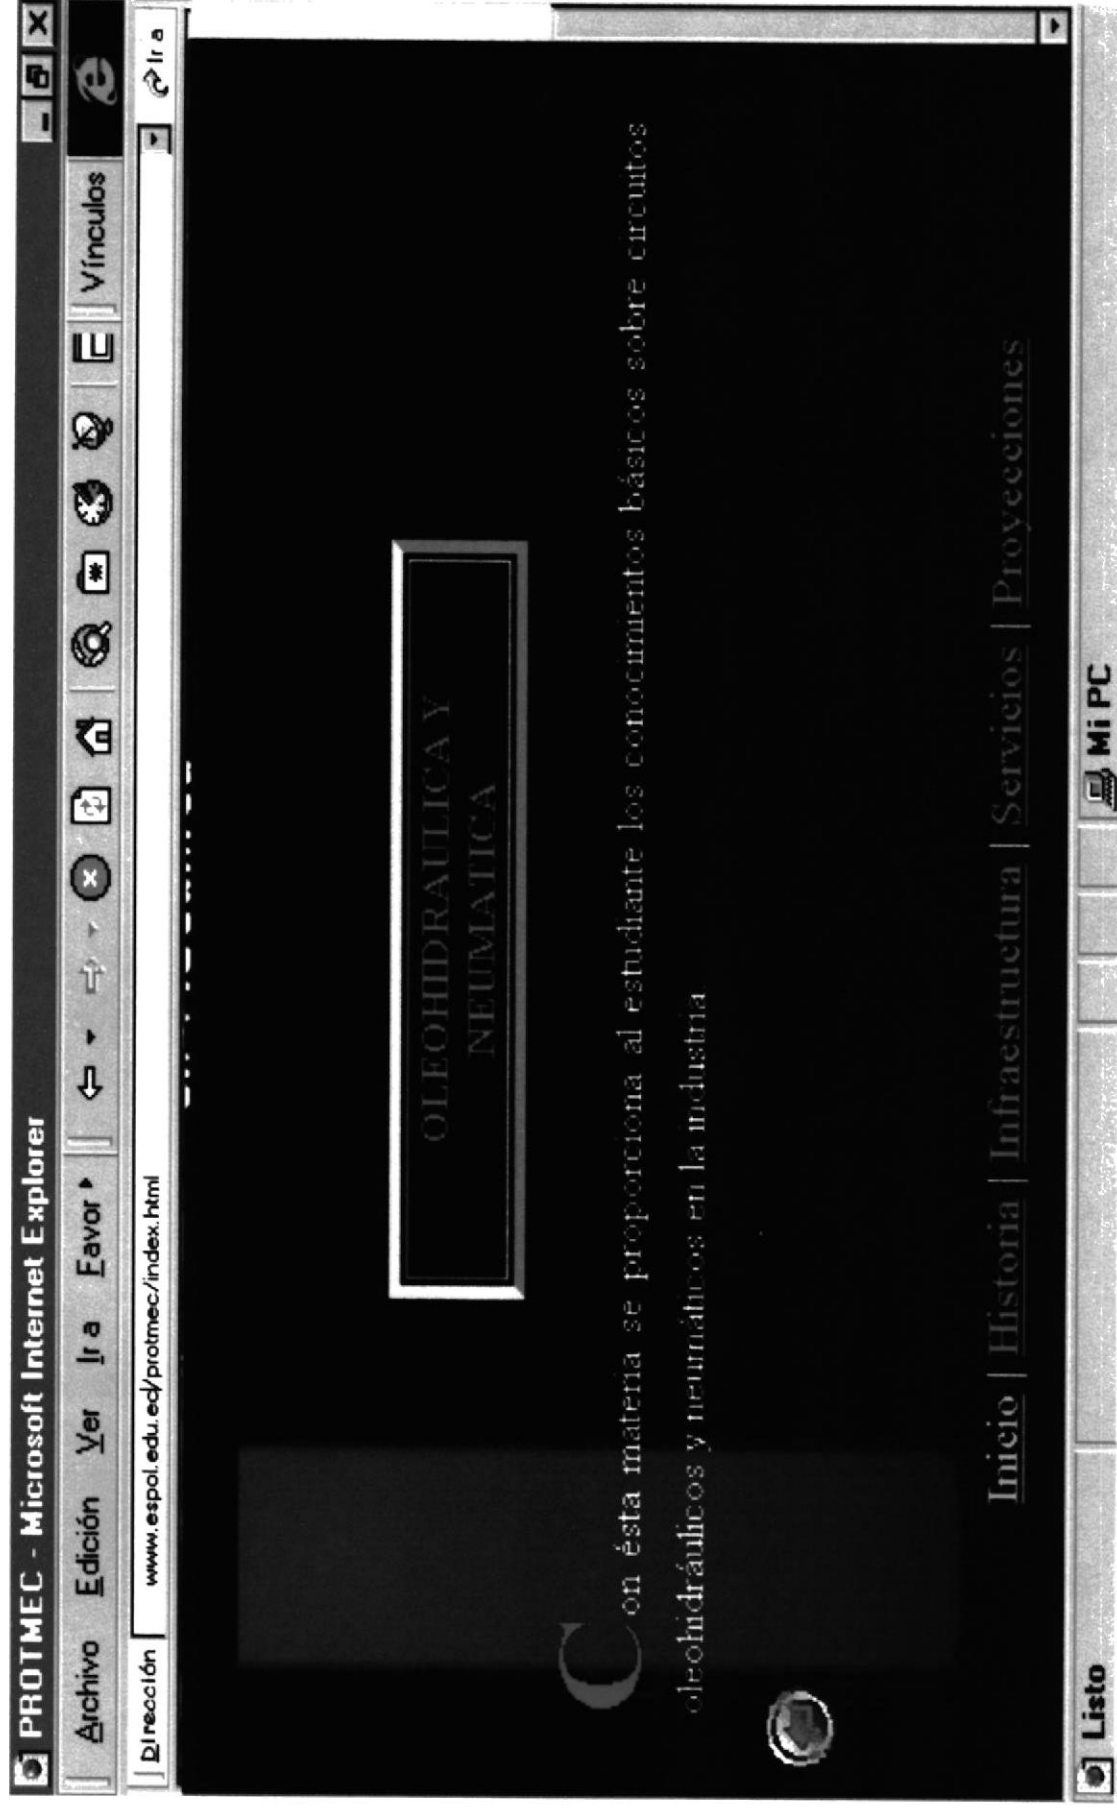 PROTMEC - Microsoft Internet Explorer
Archivo Edición Ver Ir a Favor Vínculos
Dirección www.espol.edu.ed/protmec/index.html Ir a
OLEOHIDRAULICA Y
NEUMATICA
Con ésta materia se proporciona al estudiante los conocimientos básicos sobre circuitos
oleohidráulicos y neumáticos en la industria
Inicio | Historia | Infraestructura | Servicios | Proyecciones
Listo Mi PC